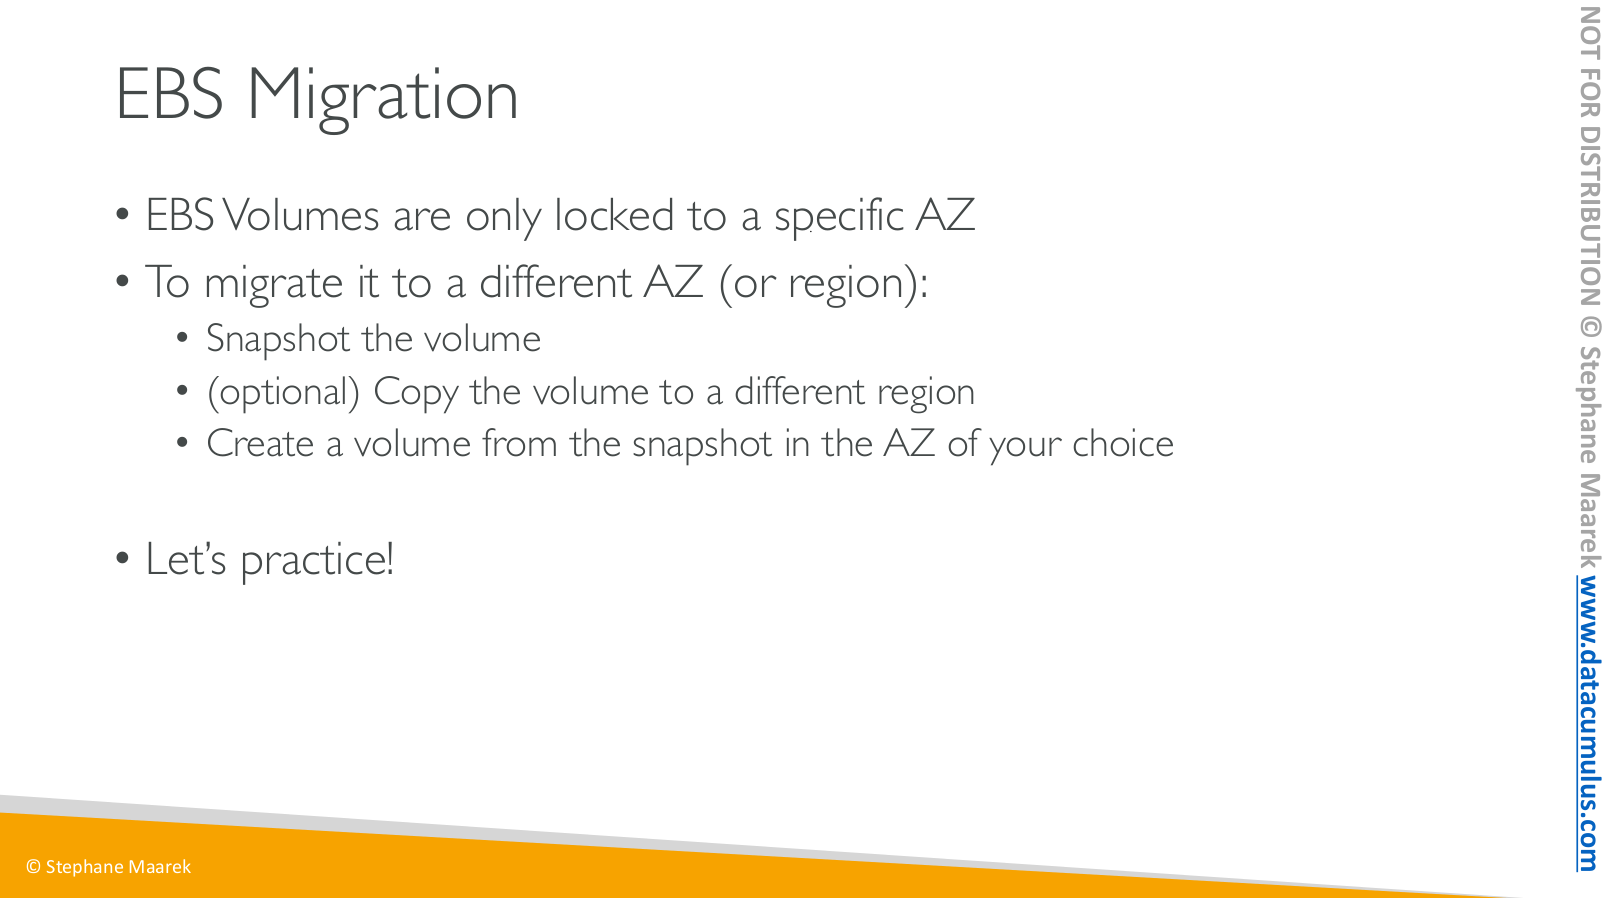 EBS Migration
• EBS Volumes are only locked to a specific AZ
• To migrate it to a different AZ (or region):
• Snapshot the volume
• (optional) Copy the volume to a different region
• Create a volume from the snapshot in the AZ of your choice
• Let’s practice!
© Stephane Maarek
NOT FOR DISTRIBUTION © Stephane Maarek www.datacumulus.com